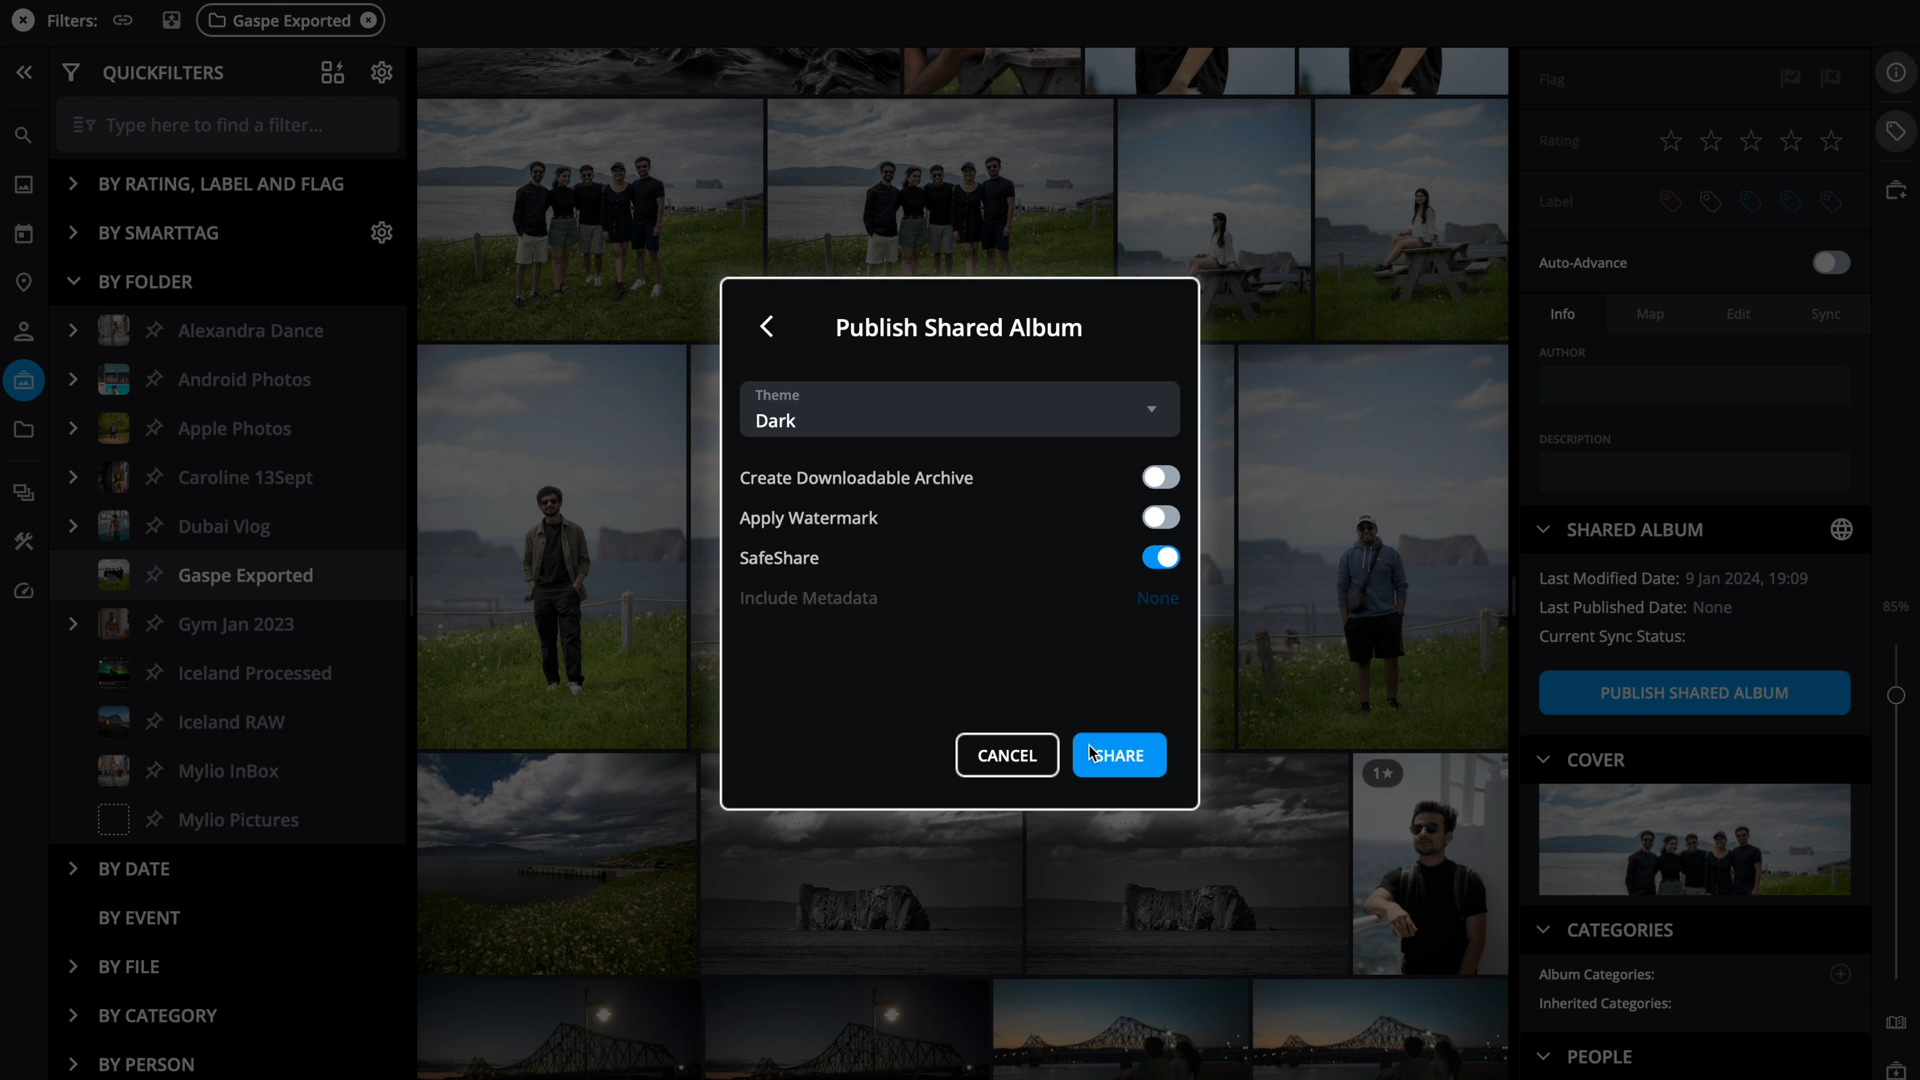 Filters:
Gaspe Exported
QUICKFILTERS
Type here to find a filter...
BY RATING, LABEL AND FLAG
BY SMARTTAG
BY FOLDER
Alexandra Dance
Android Photos
Apple Photos
Caroline 13Sept
Dubai Vlog
Gaspe Exported
Gym Jan 2023
Iceland Processed
Iceland RAW
Mylio InBox
Mylio Pictures
BY DATE
BY EVENT
BY FILE
BY CATEGORY
BY PERSON
1★
Publish Shared Album
Theme
Dark
Create Downloadable Archive
Apply Watermark
SafeShare
Include Metadata None
CANCEL SHARE
Flag
Rating
Label
Auto-Advance
Info Map Edit Sync
AUTHOR
DESCRIPTION
SHARED ALBUM
Last Modified Date: 9 Jan 2024, 19:09
Last Published Date: None
Current Sync Status:
PUBLISH SHARED ALBUM
COVER
CATEGORIES
Album Categories:
Inherited Categories:
PEOPLE
85%